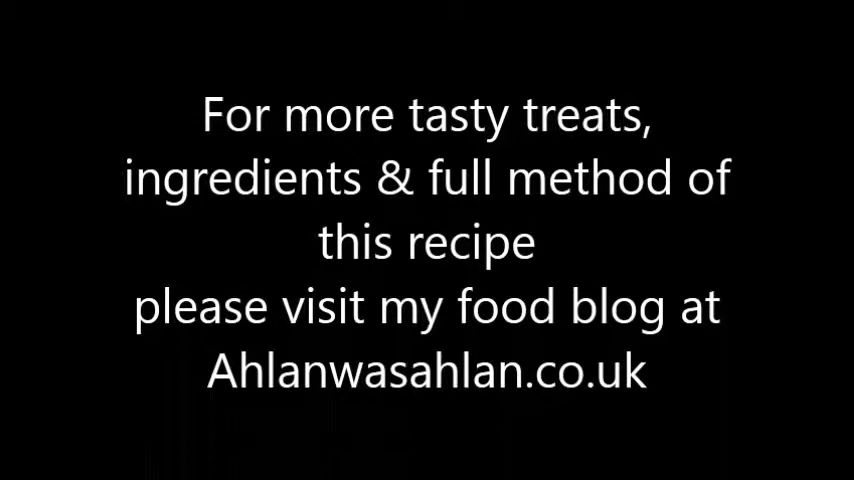 For more tasty treats,
ingredients & full method of
this recipe
please visit my food blog at
Ahlanwasahlan.co.uk